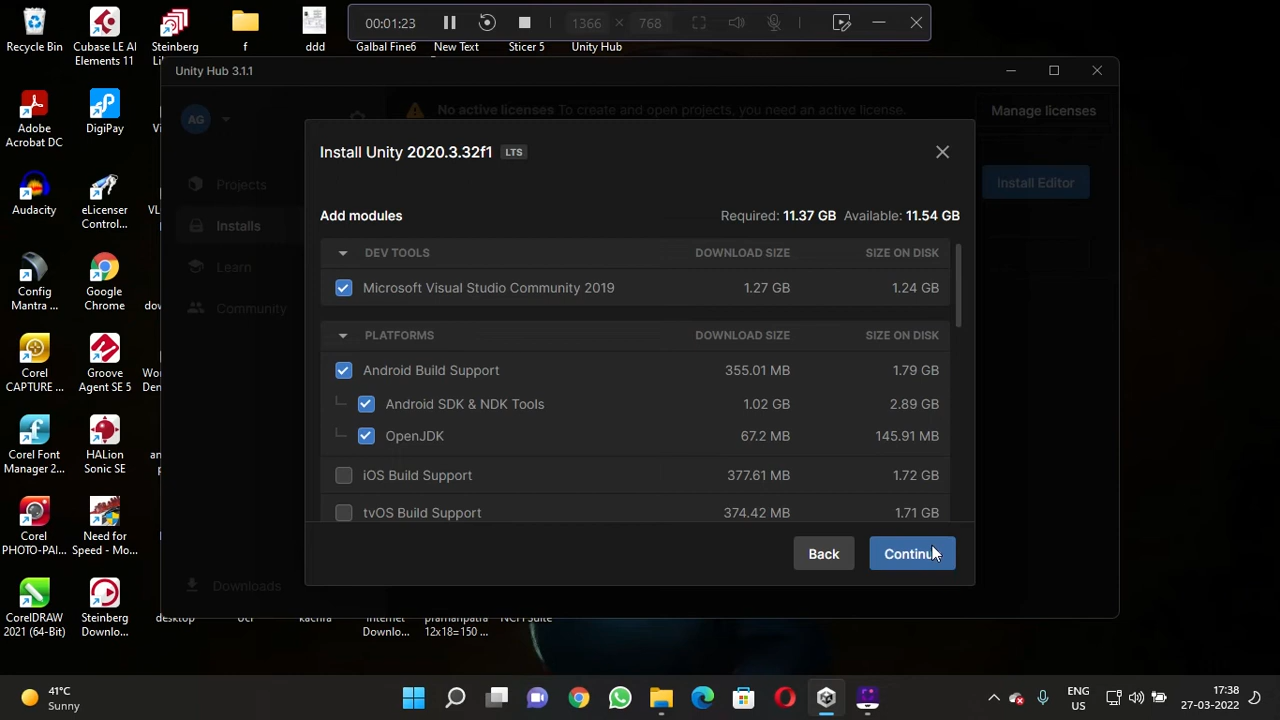 00:01:23
1366 × 768
Recycle Bin
Cubase LE AI
Elements 11
Steinberg
f
ddd
Galbal Fine6
New Text
Slicer 5
Unity Hub
Unity Hub 3.1.1
AG
No active licenses To create and open projects, you need an active license.
Manage licenses
Install Unity 2020.3.32f1 LTS
Projects
Install Editor
Installs
Learn
Community
Downloads
Add modules
Required: 11.37 GB Available: 11.54 GB
DEV TOOLS DOWNLOAD SIZE SIZE ON DISK
Microsoft Visual Studio Community 2019 1.27 GB 1.24 GB
PLATFORMS DOWNLOAD SIZE SIZE ON DISK
Android Build Support 355.01 MB 1.79 GB
Android SDK & NDK Tools 1.02 GB 2.89 GB
OpenJDK 67.2 MB 145.91 MB
iOS Build Support 377.61 MB 1.72 GB
tvOS Build Support 374.42 MB 1.71 GB
Back
Continue
Adobe
Acrobat DC
DigiPay
Audacity
eLicenser
Control...
Config
Mantra ...
Google
Chrome
Corel
CAPTURE ...
Groove
Agent SE 5
Corel Font
Manager 2...
HALion
Sonic SE
Corel
PHOTO-PAI...
Need for
Speed - Mo...
CorelDRAW
2021 (64-Bit)
Steinberg
Downlo...
desktop
kachra
Internet
Downlo...
pramanpatra
12x18=150 ...
NCH Suite
41°C
Sunny
ENG
US
17:38
27-03-2022